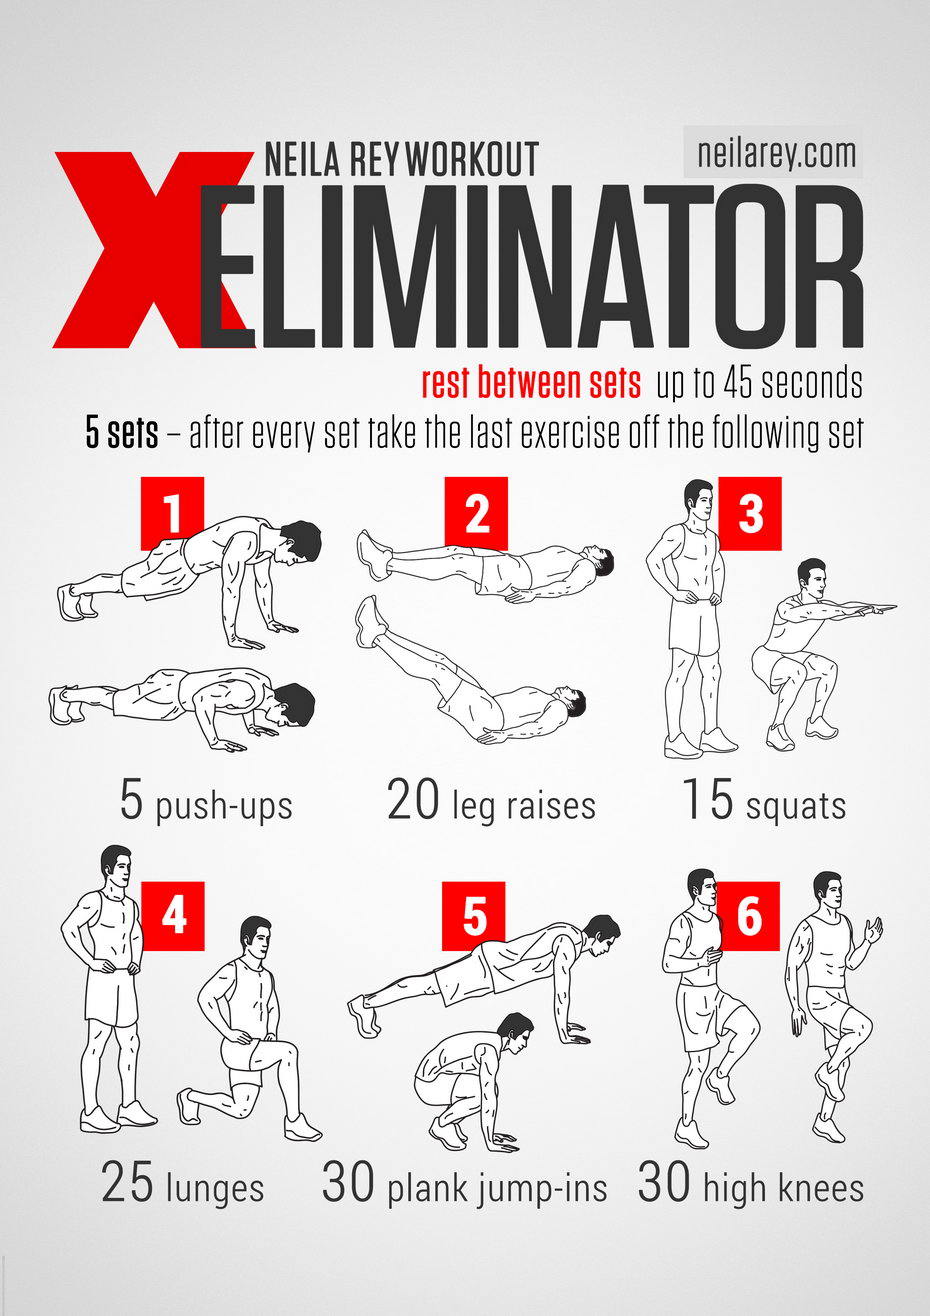 NEILA REY WORKOUT
neilarey.com
XELIMINATOR
rest between sets up to 45 seconds
5 sets – after every set take the last exercise off the following set
1
2
3
5 push-ups
20 leg raises
15 squats
4
5
6
25 lunges
30 plank jump-ins
30 high knees